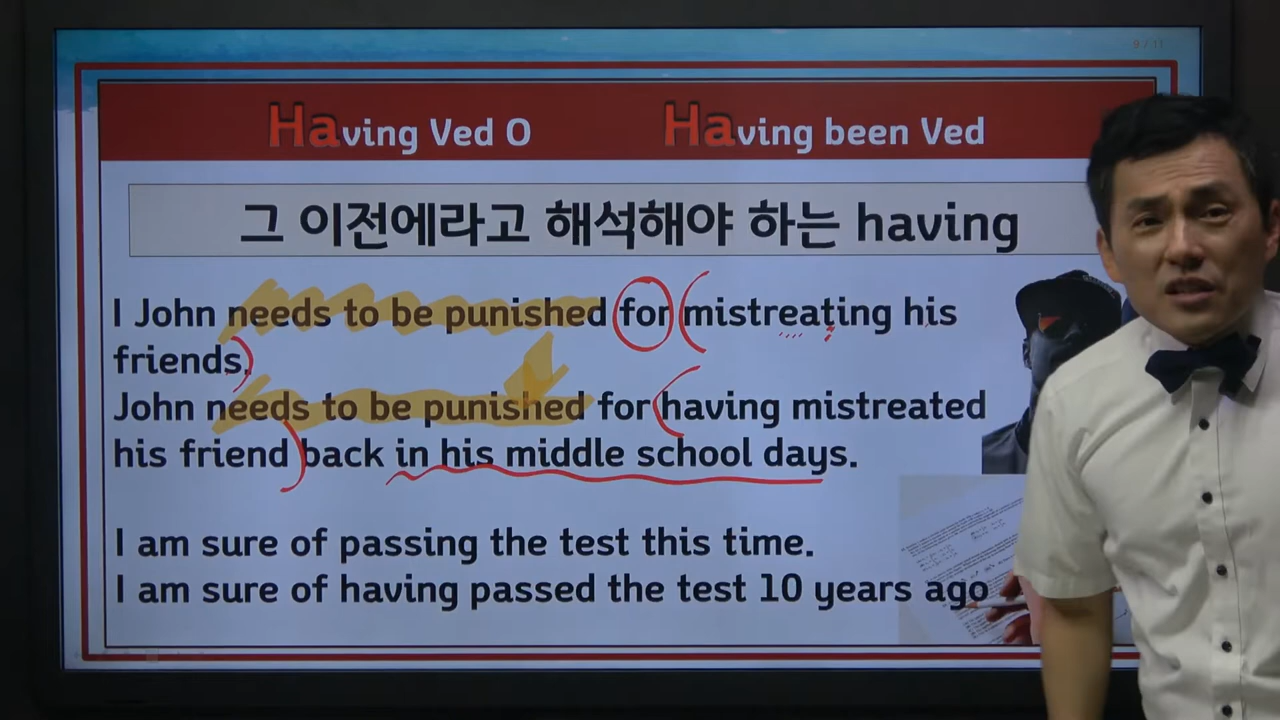 9 / 11
Having Ved O Having been Ved
그 이전에라고 해석해야 하는 having
I John needs to be punished for mistreating his
friends,
John needs to be punished for having mistreated
his friend back in his middle school days.
I am sure of passing the test this time.
I am sure of having passed the test 10 years ago